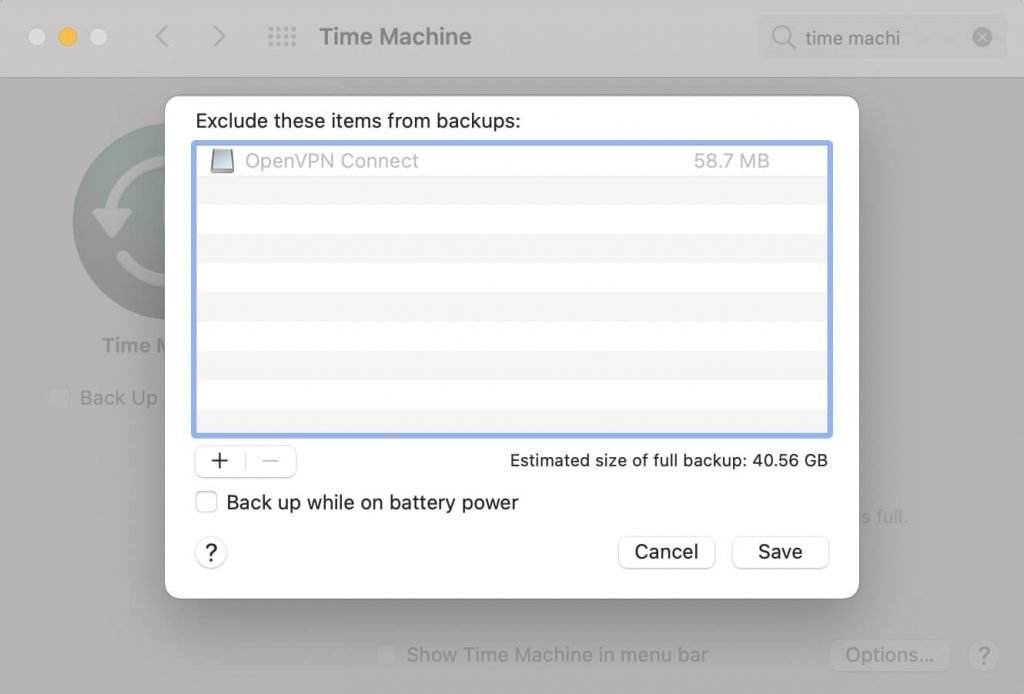 Time Machine
time machi
Exclude these items from backups:
OpenVPN Connect 58.7 MB
Time M
Back Up
+ −
Estimated size of full backup: 40.56 GB
Back up while on battery power
s full.
?
Cancel
Save
Show Time Machine in menu bar
Options...
?